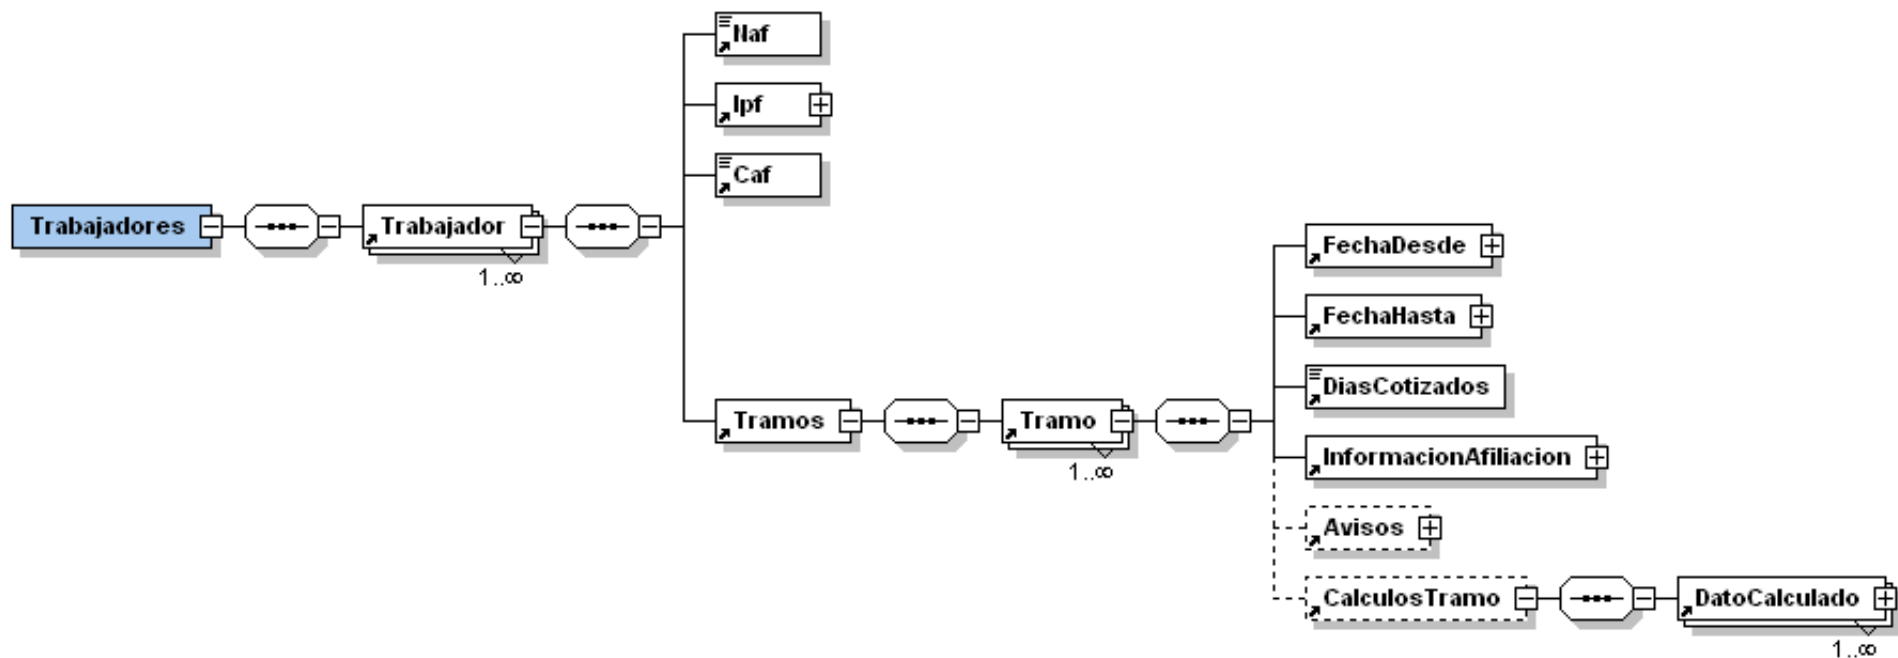 Naf
Ipf
Caf
Trabajadores
Trabajador
1..∞
FechaDesde
FechaHasta
DiasCotizados
Tramos
Tramo
1..∞
InformacionAfiliacion
Avisos
CalculosTramo
DatoCalculado
1..∞